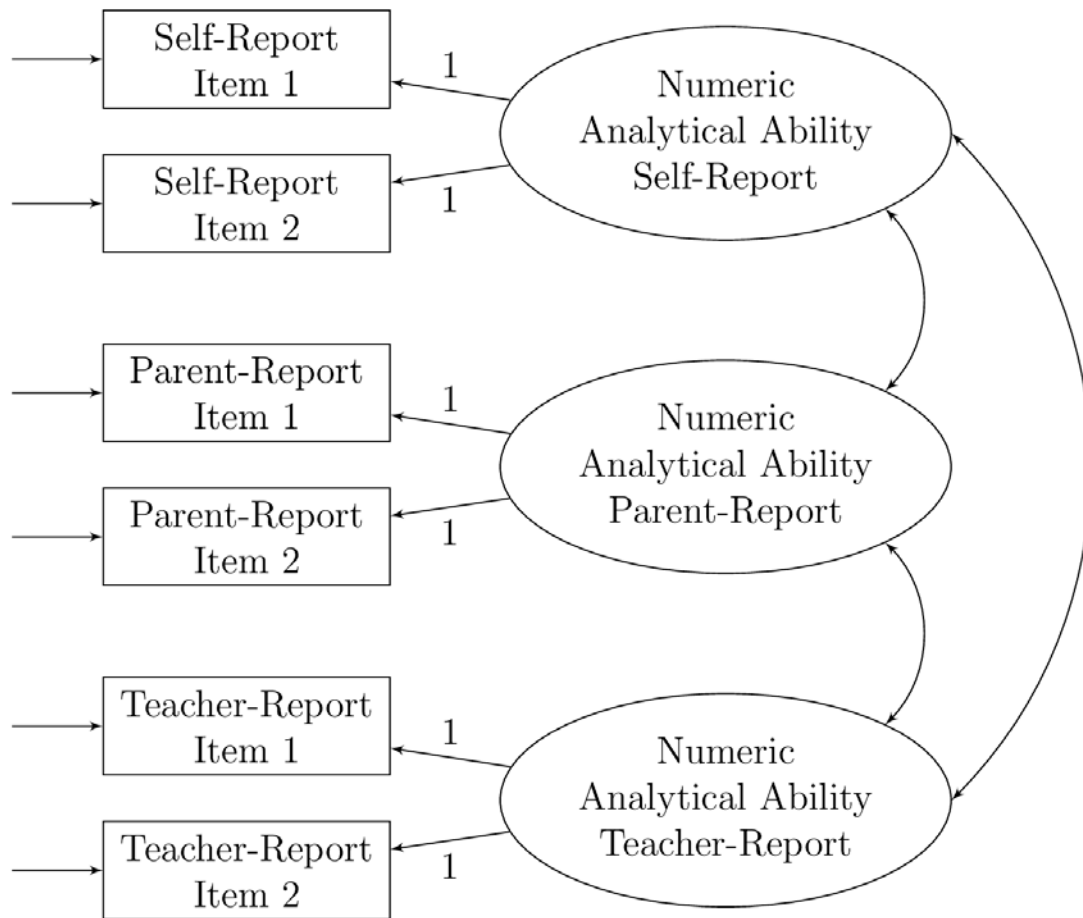 Self-Report
Item 1
1
Numeric
Analytical Ability
Self-Report
Self-Report
Item 2
1
Parent-Report
Item 1
1
Numeric
Analytical Ability
Parent-Report
Parent-Report
Item 2
1
Teacher-Report
Item 1
1
Numeric
Analytical Ability
Teacher-Report
Teacher-Report
Item 2
1